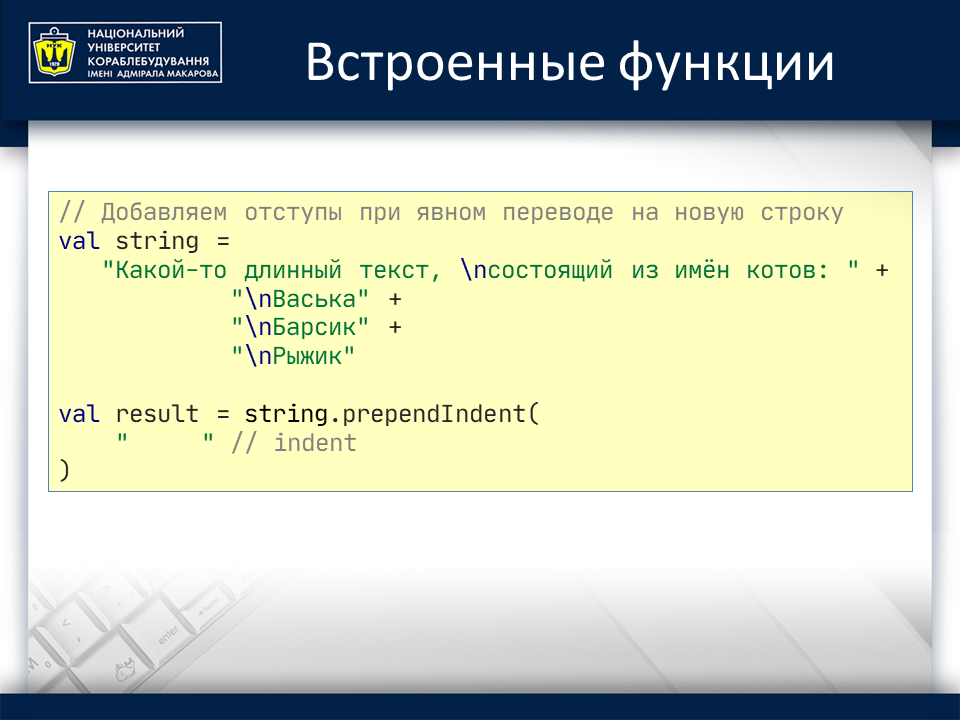 НАЦІОНАЛЬНИЙ
УНІВЕРСИТЕТ
КОРАБЛЕБУДУВАННЯ
ІМЕНІ АДМІРАЛА МАКАРОВА
НУК
1920
Встроенные функции
// Добавляем отступы при явном переводе на новую строку
val string =
   "Какой-то длинный текст, \nсостоящий из имён котов: " +
            "\nВаська" +
            "\nБарсик" +
            "\nРыжик"
val result = string.prependIndent(
    "     " // indent
)
enter